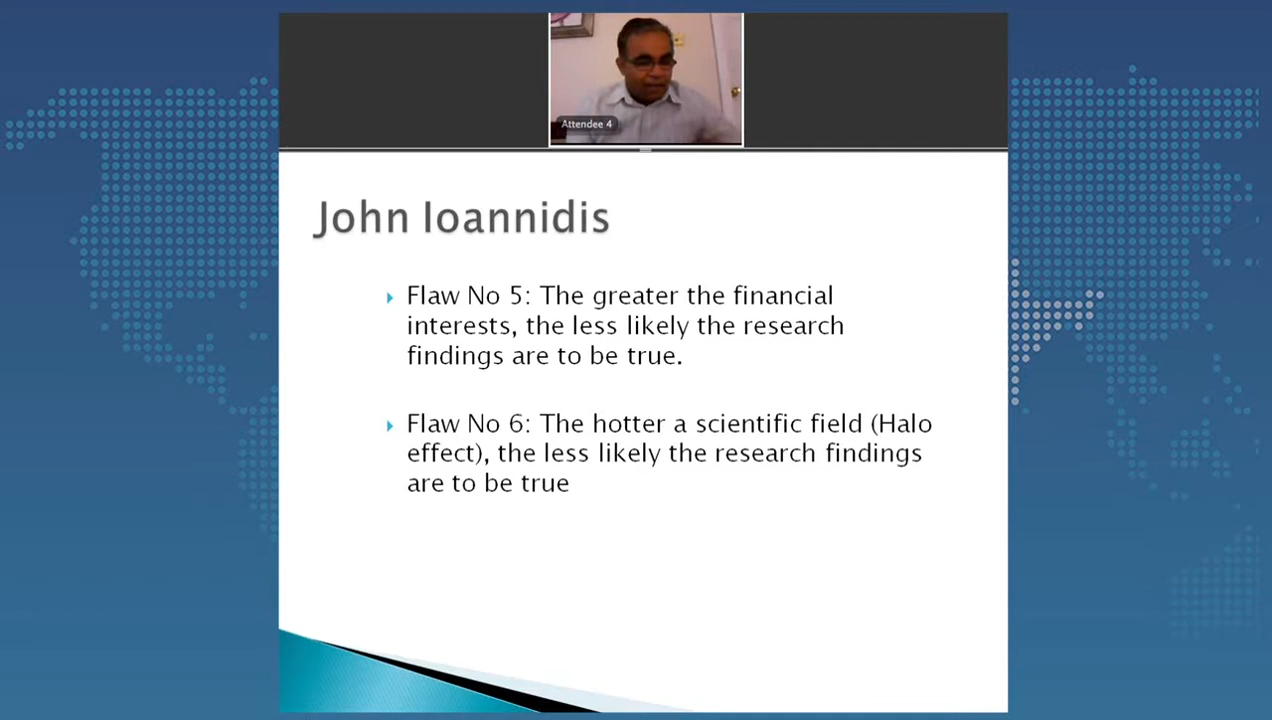 Attendee 4
John Ioannidis
Flaw No 5: The greater the financial
interests, the less likely the research
findings are to be true.
Flaw No 6: The hotter a scientific field (Halo
effect), the less likely the research findings
are to be true